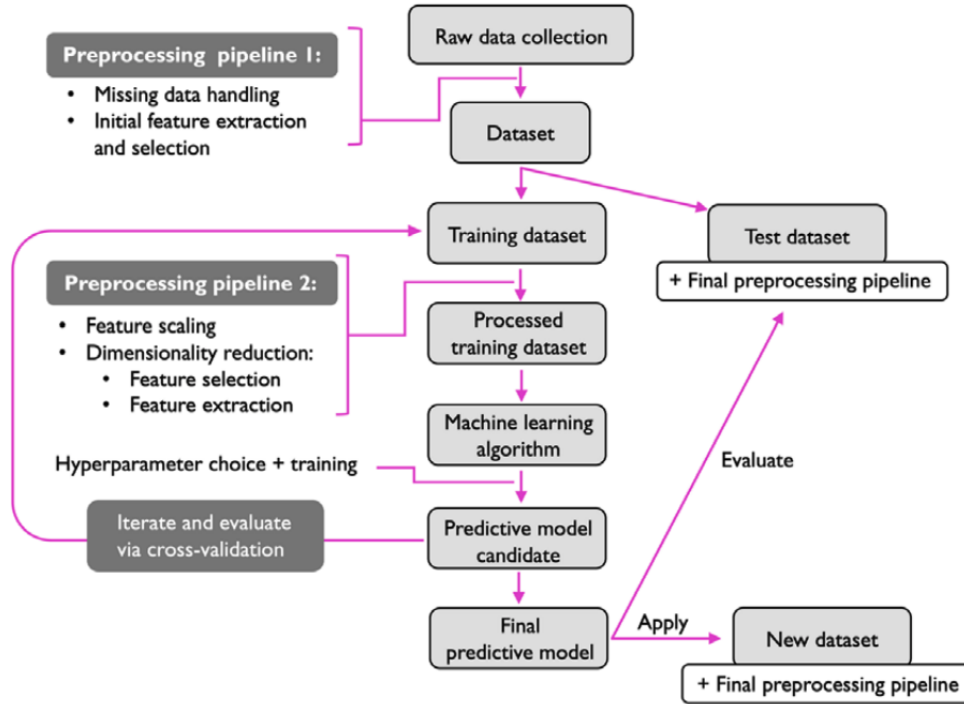 Raw data collection
Preprocessing pipeline 1:
• Missing data handling
• Initial feature extraction
and selection
Dataset
Training dataset
Test dataset
+ Final preprocessing pipeline
Preprocessing pipeline 2:
• Feature scaling
• Dimensionality reduction:
• Feature selection
• Feature extraction
Processed
training dataset
Machine learning
algorithm
Evaluate
Hyperparameter choice + training
Iterate and evaluate
via cross-validation
Predictive model
candidate
Final
predictive model
Apply
New dataset
+ Final preprocessing pipeline